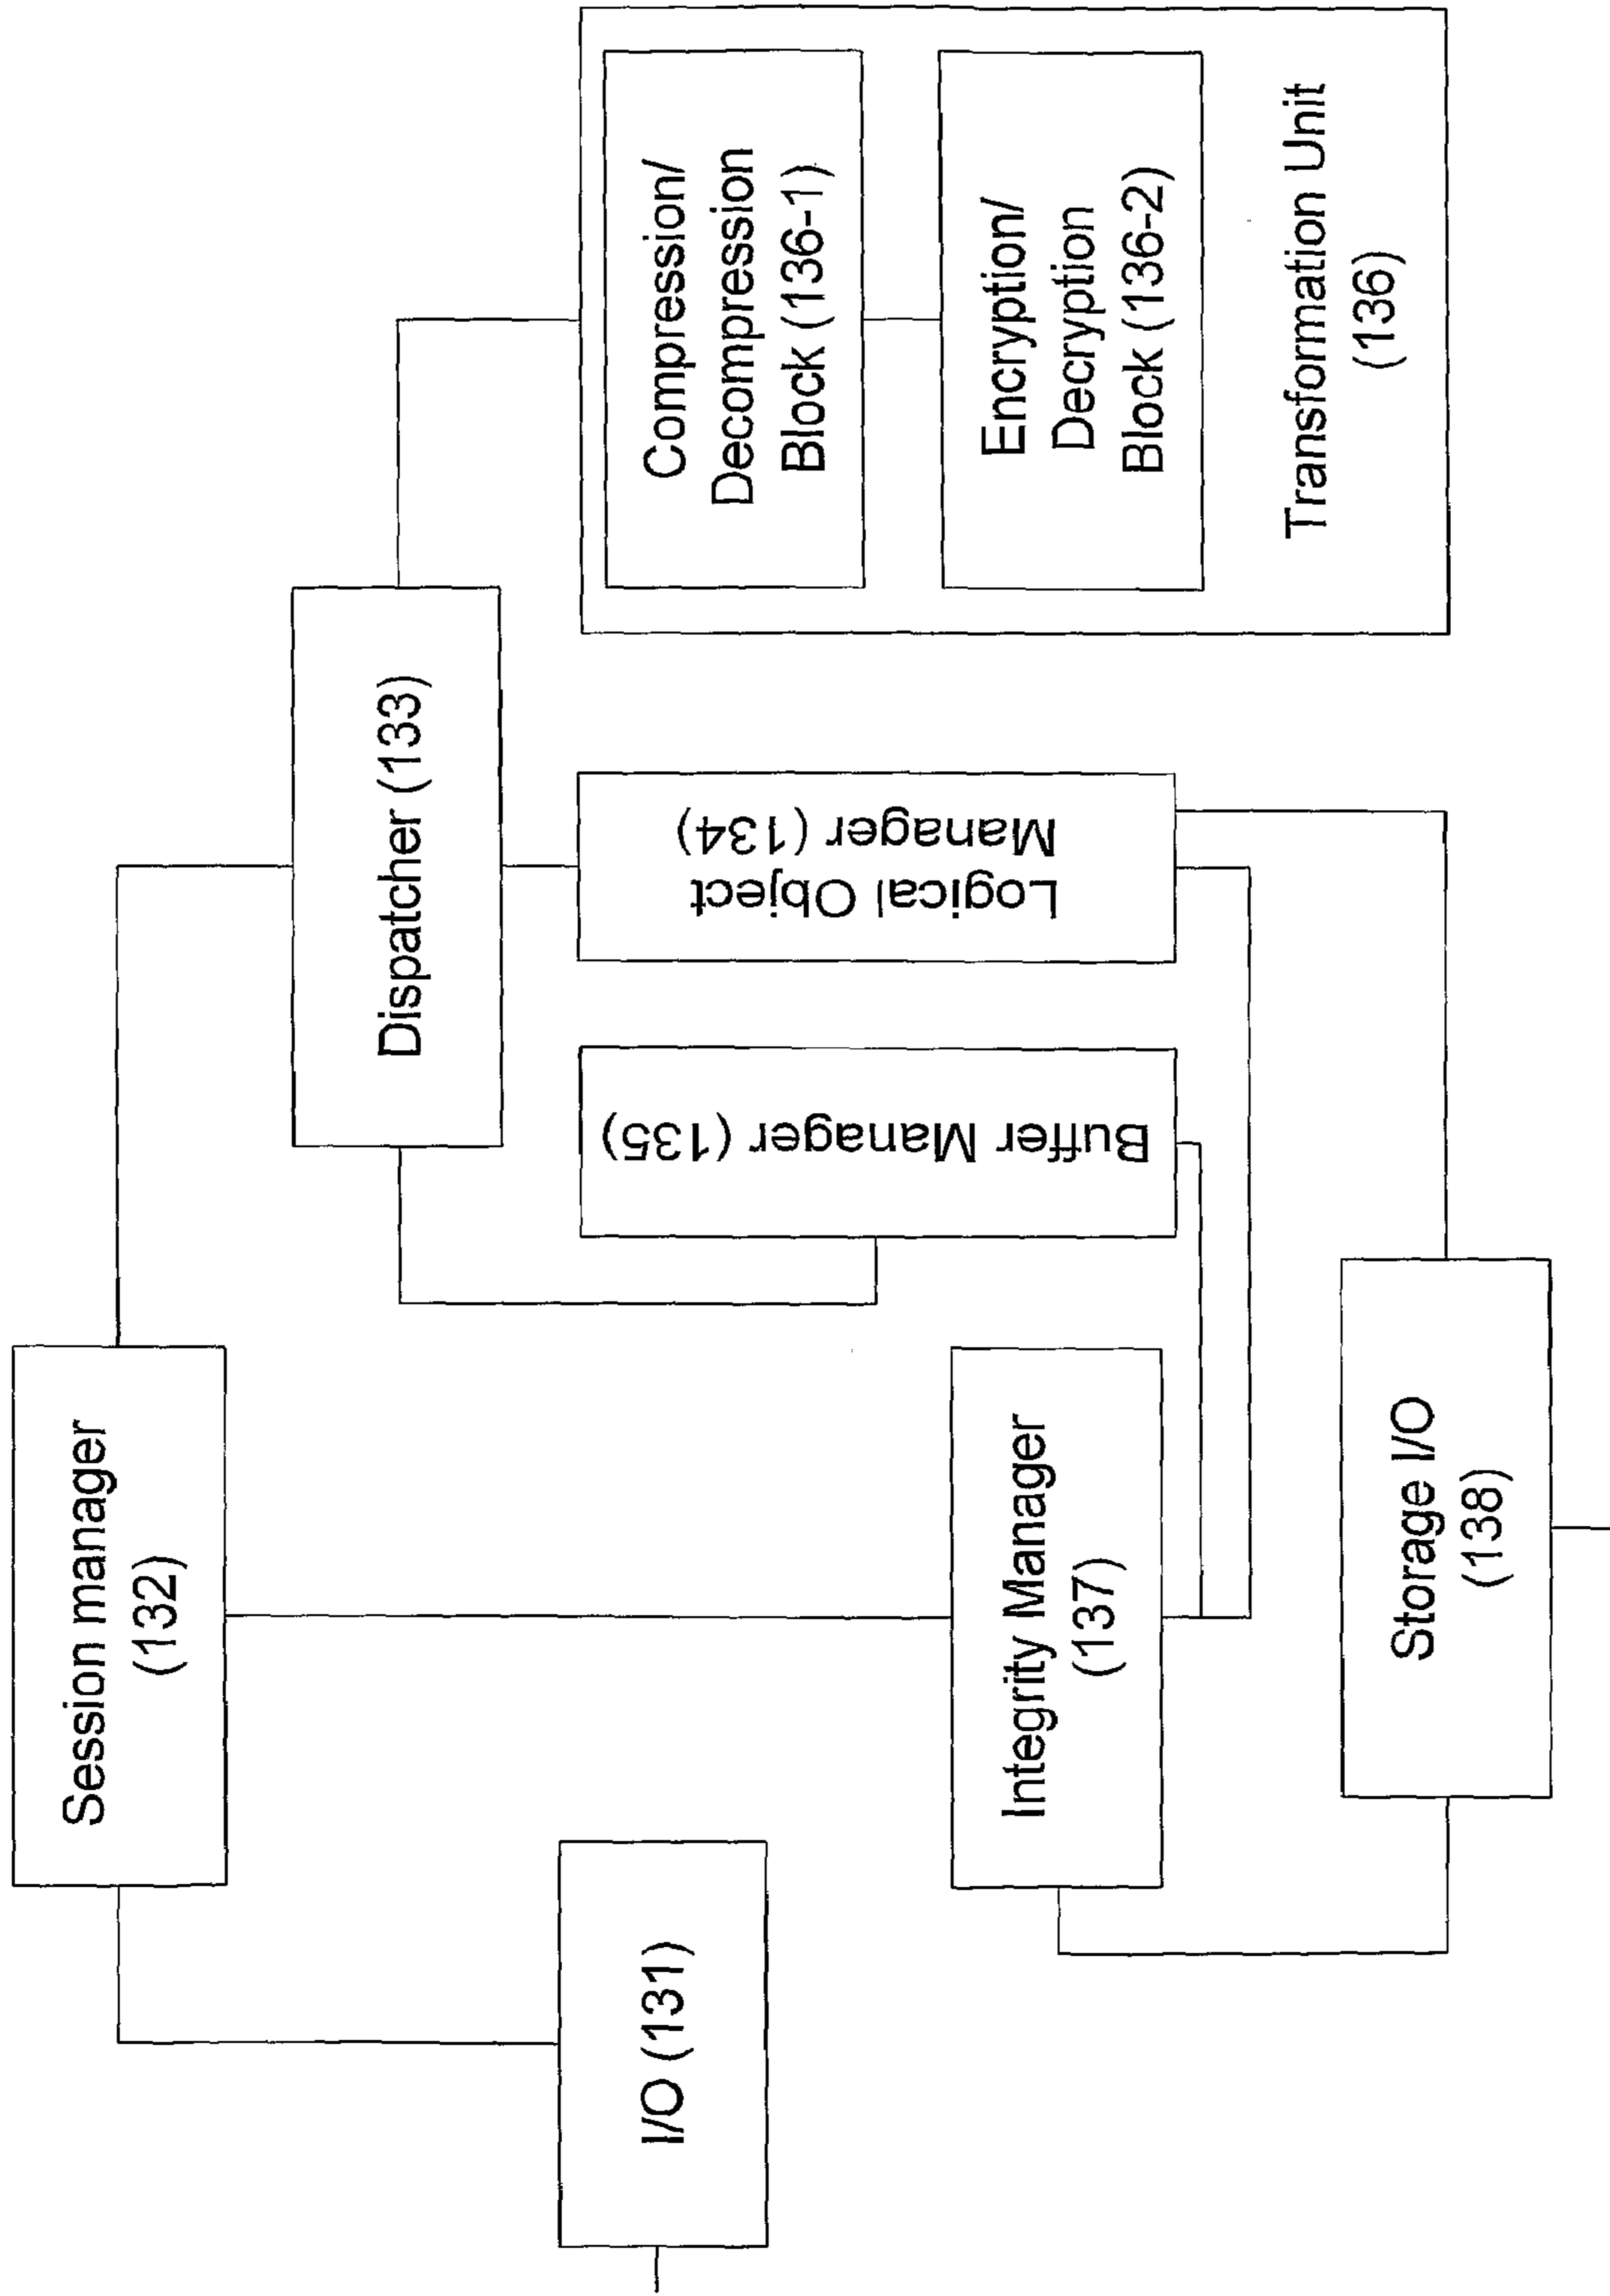 Session manager
(132)
Dispatcher (133)
I/O (131)
Integrity Manager
(137)
Buffer Manager (135)
Logical Object
Manager (134)
Compression/
Decompression
Block (136-1)
Encryption/
Decryption
Block (136-2)
Transformation Unit
(136)
Storage I/O
(138)